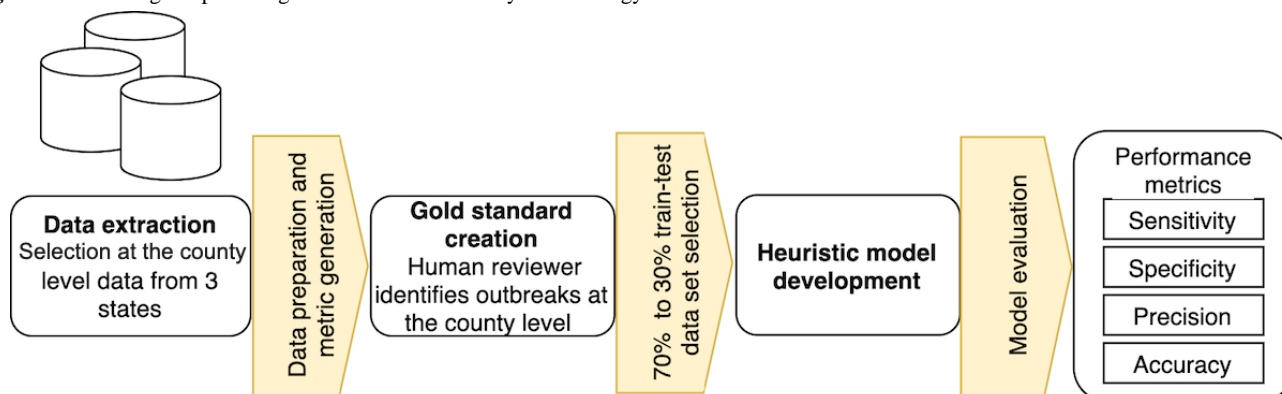 Data extraction
Selection at the county
level data from 3
states
Data preparation and
metric generation
Gold standard
creation
Human reviewer
identifies outbreaks at
the county level
70% to 30% train-test
data set selection
Heuristic model
development
Model evaluation
Performance
metrics
Sensitivity
Specificity
Precision
Accuracy